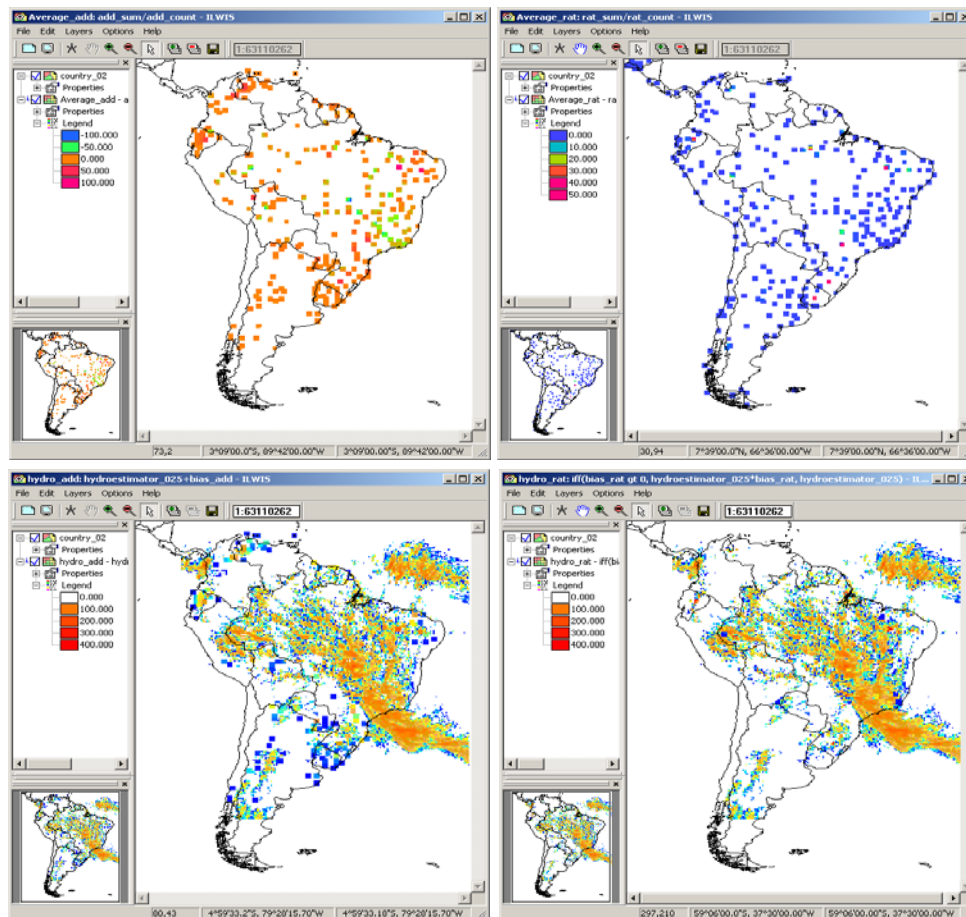 Average_add: add_sum/add_count - ILWIS
File Edit Layers Options Help
1:63110262
country_02
Properties
Average_add - a
Properties
Legend
-100.000
-50.000
0.000
50.000
100.000
73,2 3°09'00.0"S, 89°42'00.00"W 3°09'00.0"S, 89°42'00.00"W
Average_rat: rat_sum/rat_count - ILWIS
File Edit Layers Options Help
1:63110262
country_02
Properties
Average_rat - ra
Properties
Legend
0.000
10.000
20.000
30.000
40.000
50.000
30,94 7°39'00.0"N, 66°36'00.00"W 7°39'00.0"N, 66°36'00.00"W
hydro_add: hydroestimator_025+bias_add - ILWIS
File Edit Layers Options Help
1:63110262
country_02
Properties
hydro_add - hyd
Properties
Legend
0.000
100.000
200.000
300.000
400.000
80,43 4°59'33.2"S, 79°28'15.70"W 4°59'33.18"S, 79°28'15.70"W
hydro_rat: iff(bias_rat gt 0, hydroestimator_025*bias_rat, hydroestimator_025) - IL...
File Edit Layers Options Help
1:63110262
country_02
Properties
hydro_rat - iff(bi
Properties
Legend
0.000
100.000
200.000
300.000
400.000
297,210 59°06'00.0"S, 37°30'00.00"W 59°06'00.0"S, 37°30'00.00"W